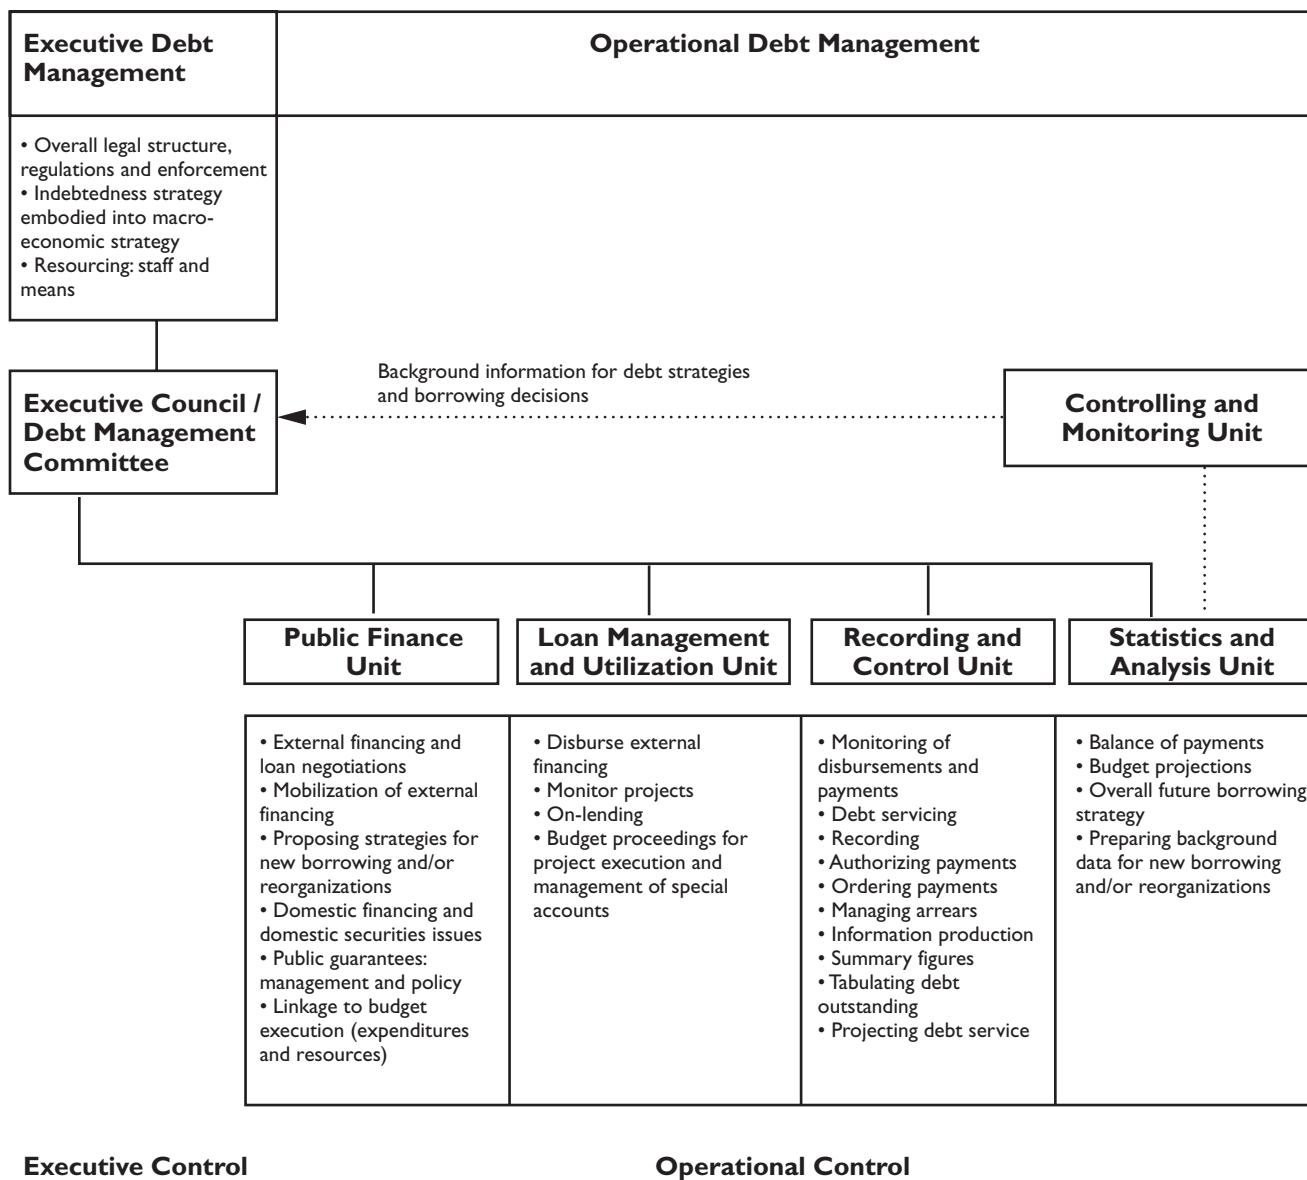 Executive Debt
Management
Operational Debt Management
• Overall legal structure,
regulations and enforcement
• Indebtedness strategy
embodied into macro-
economic strategy
• Resourcing: staff and
means
Background information for debt strategies
and borrowing decisions
Executive Council /
Debt Management
Committee
Controlling and
Monitoring Unit
Public Finance
Unit
Loan Management
and Utilization Unit
Recording and
Control Unit
Statistics and
Analysis Unit
• External financing and
loan negotiations
• Mobilization of external
financing
• Proposing strategies for
new borrowing and/or
reorganizations
• Domestic financing and
domestic securities issues
• Public guarantees:
management and policy
• Linkage to budget
execution (expenditures
and resources)
• Disburse external
financing
• Monitor projects
• On-lending
• Budget proceedings for
project execution and
management of special
accounts
• Monitoring of
disbursements and
payments
• Debt servicing
• Recording
• Authorizing payments
• Ordering payments
• Managing arrears
• Information production
• Summary figures
• Tabulating debt
outstanding
• Projecting debt service
• Balance of payments
• Budget projections
• Overall future borrowing
strategy
• Preparing background
data for new borrowing
and/or reorganizations
Executive Control
Operational Control